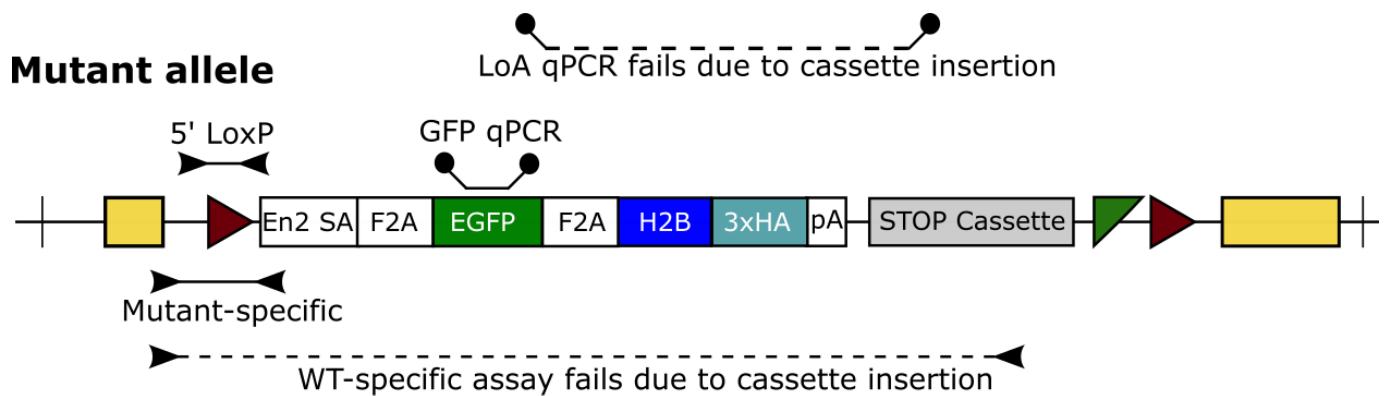 Mutant allele
LoA qPCR fails due to cassette insertion
5' LoxP
GFP qPCR
En2 SA F2A EGFP F2A H2B 3xHA pA STOP Cassette
Mutant-specific
WT-specific assay fails due to cassette insertion